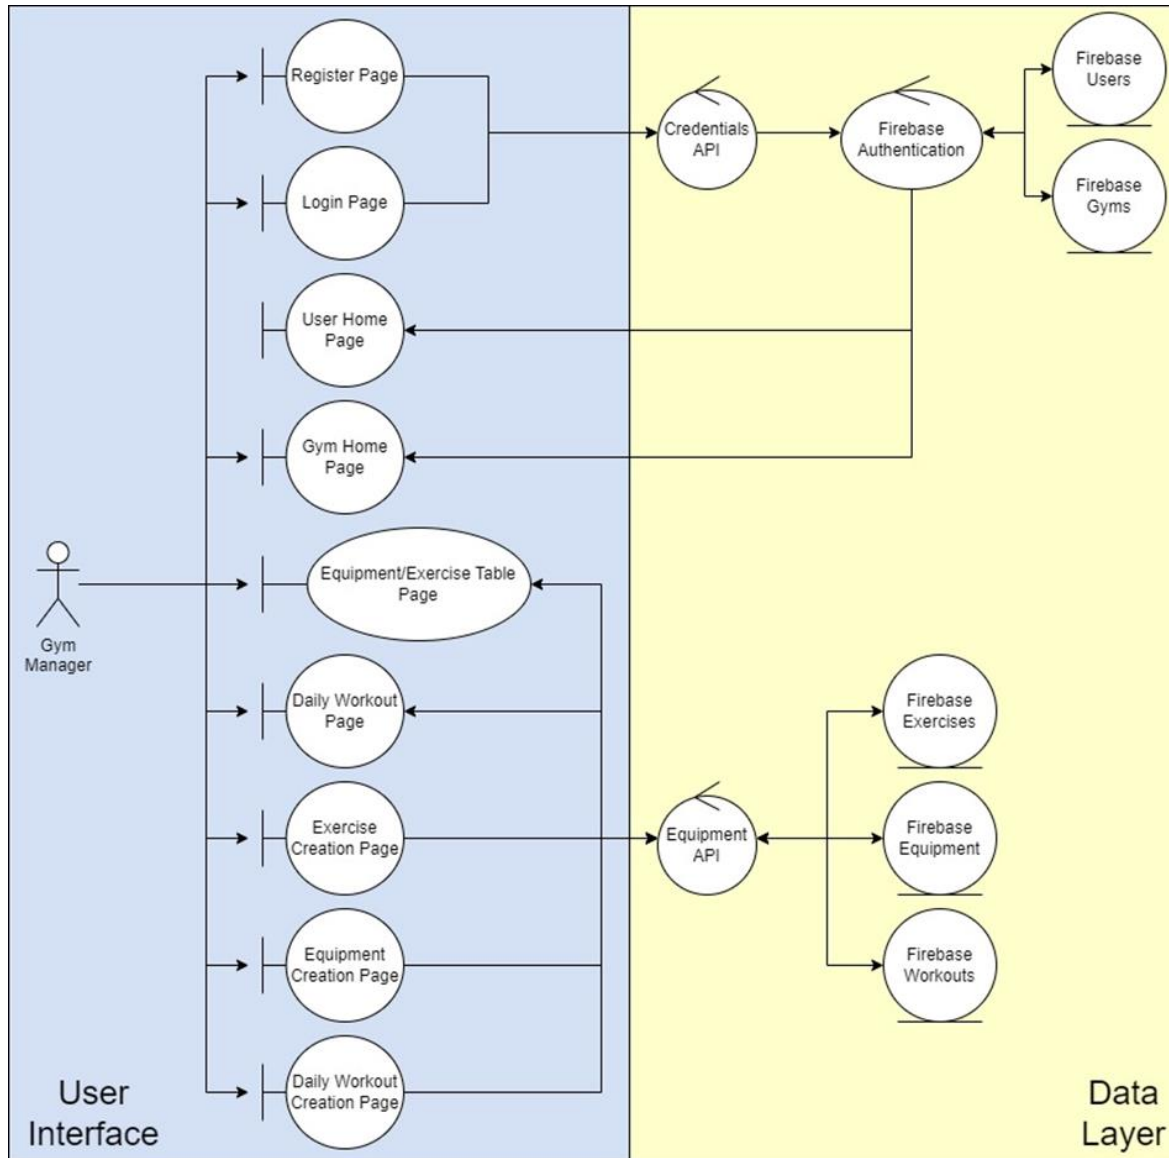 Register Page
Login Page
User Home
Page
Gym Home
Page
Equipment/Exercise Table
Page
Daily Workout
Page
Exercise
Creation Page
Equipment
Creation Page
Daily Workout
Creation Page
Gym
Manager
User
Interface
Credentials
API
Firebase
Authentication
Firebase
Users
Firebase
Gyms
Equipment
API
Firebase
Exercises
Firebase
Equipment
Firebase
Workouts
Data
Layer